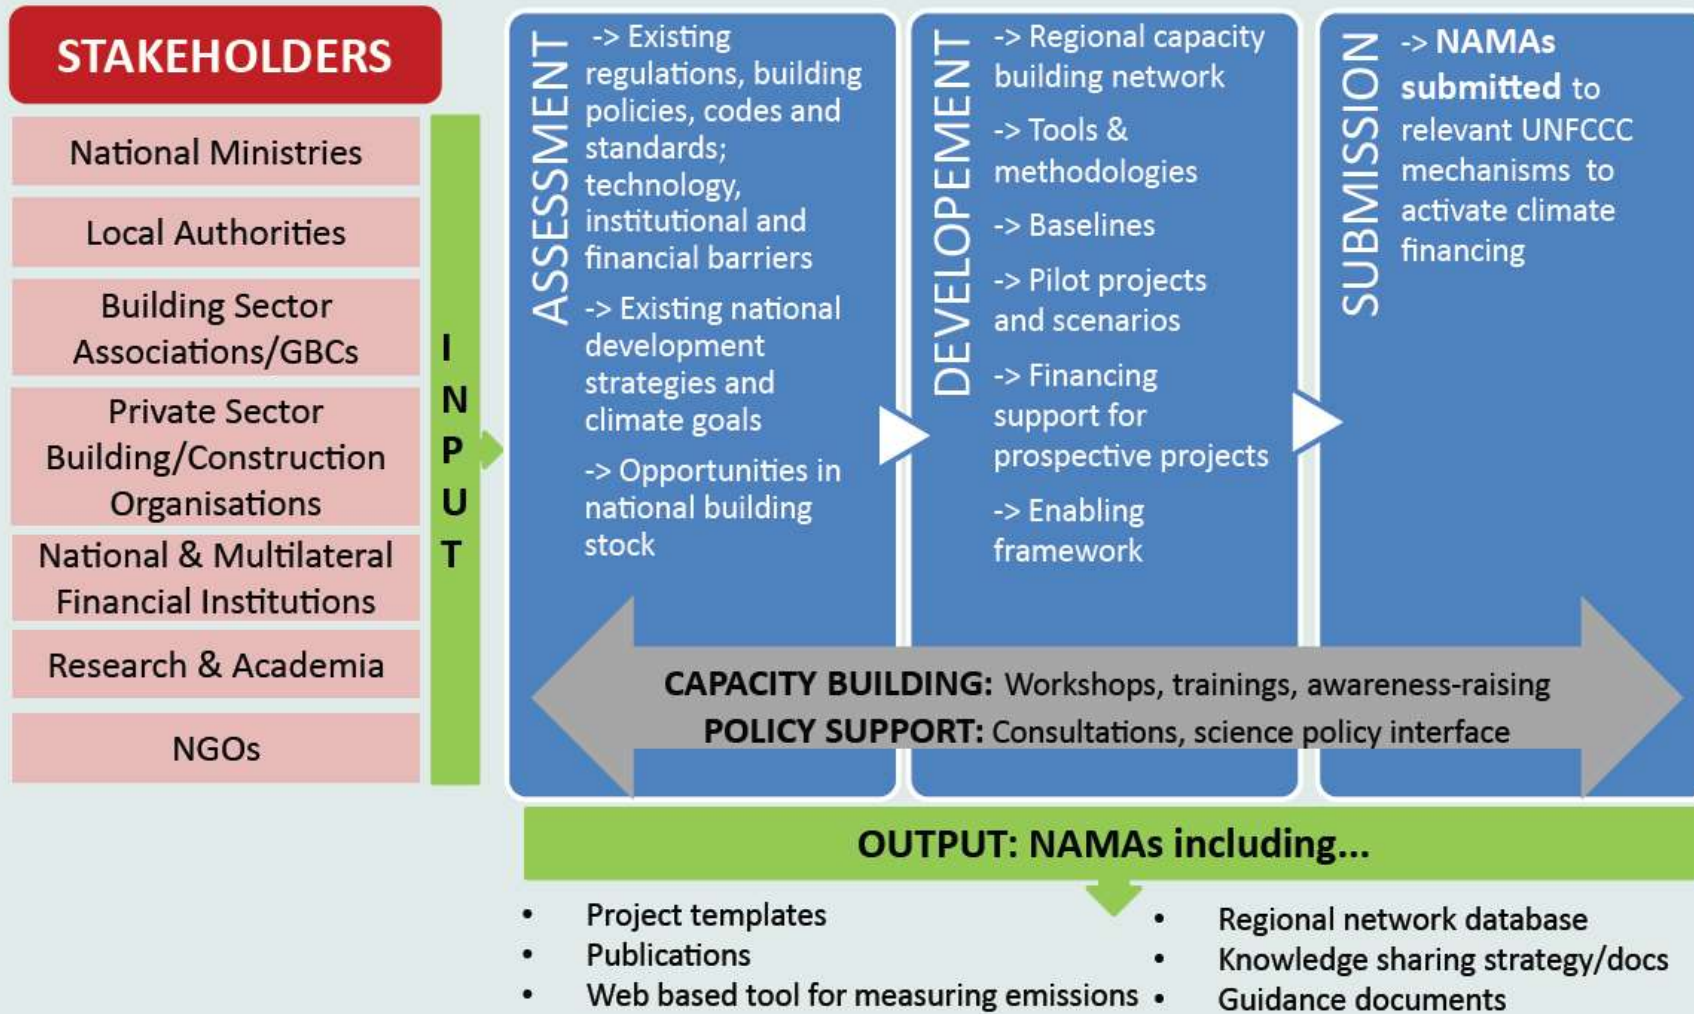 STAKEHOLDERS
National Ministries
Local Authorities
Building Sector
Associations/GBCs
Private Sector
Building/Construction
Organisations
National & Multilateral
Financial Institutions
Research & Academia
NGOs
INPUT
ASSESSMENT
-> Existing
regulations, building
policies, codes and
standards;
technology,
institutional and
financial barriers
-> Existing national
development
strategies and
climate goals
-> Opportunities in
national building
stock
DEVELOPEMENT
-> Regional capacity
building network
-> Tools &
methodologies
-> Baselines
-> Pilot projects
and scenarios
-> Financing
support for
prospective projects
-> Enabling
framework
SUBMISSION
-> NAMAs
submitted to
relevant UNFCCC
mechanisms to
activate climate
financing
CAPACITY BUILDING: Workshops, trainings, awareness-raising
POLICY SUPPORT: Consultations, science policy interface
OUTPUT: NAMAs including...
• Project templates
• Publications
• Web based tool for measuring emissions
• Regional network database
• Knowledge sharing strategy/docs
• Guidance documents